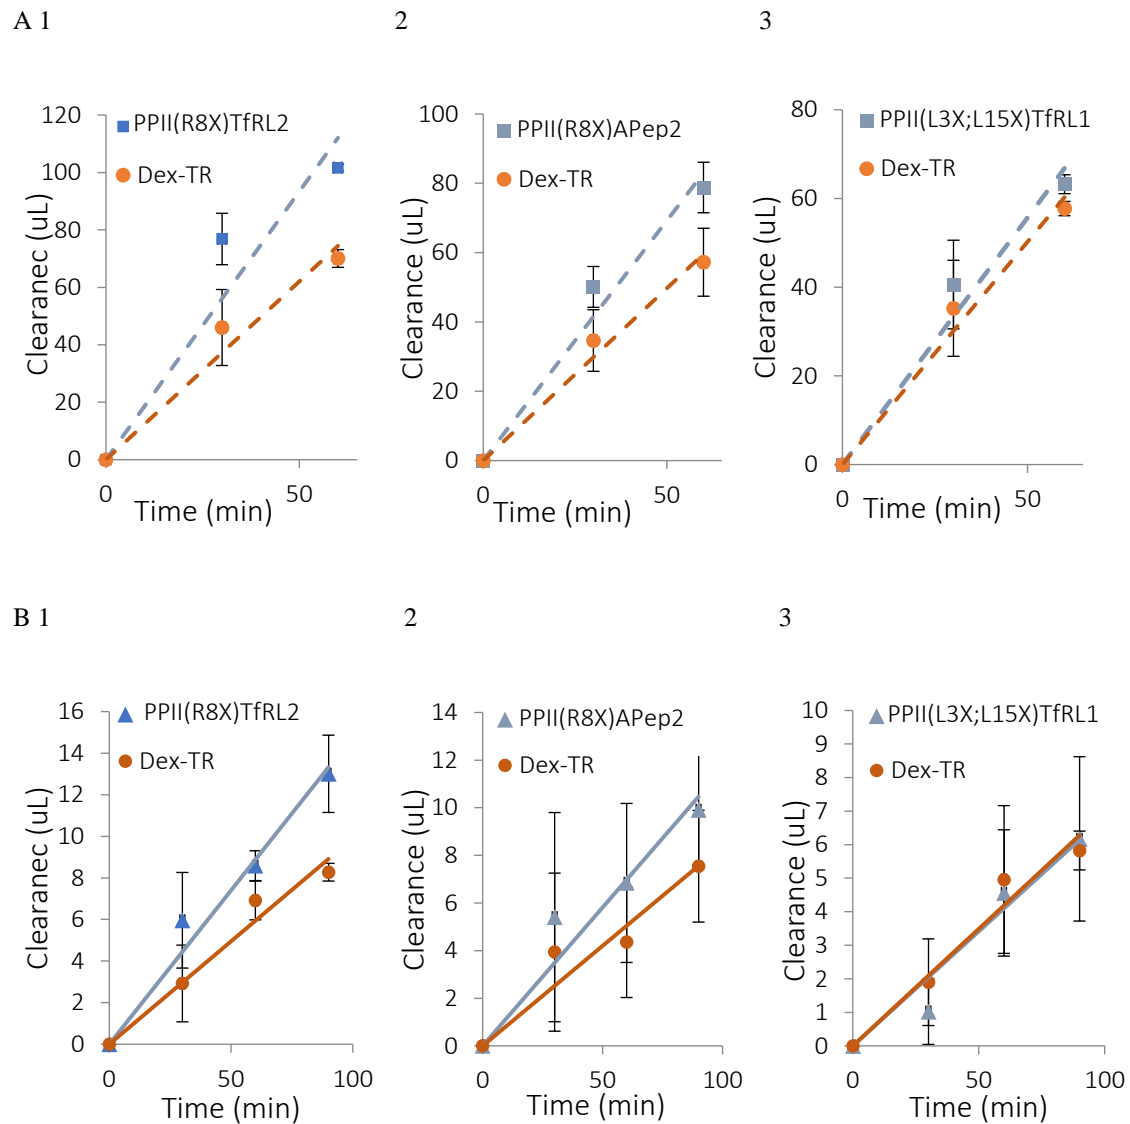 A 1
2
3
120
100
80
60
40
20
0
Clearanec (uL)
PPII(R8X)TfRL2
Dex-TR
0
50
Time (min)
100
80
60
40
20
0
Clearance (uL)
PPII(R8X)APep2
Dex-TR
0
50
Time (min)
80
60
40
20
0
Clearance (uL)
PPII(L3X;L15X)TfRL1
Dex-TR
0
50
Time (min)
B 1
2
3
16
14
12
10
8
6
4
2
0
Clearanec (uL)
PPII(R8X)TfRL2
Dex-TR
0
50
100
Time (min)
14
12
10
8
6
4
2
0
Clearance (uL)
PPII(R8X)APep2
Dex-TR
0
50
100
Time (min)
10
9
8
7
6
5
4
3
2
1
0
Clearance (uL)
PPII(L3X;L15X)TfRL1
Dex-TR
0
50
100
Time (min)